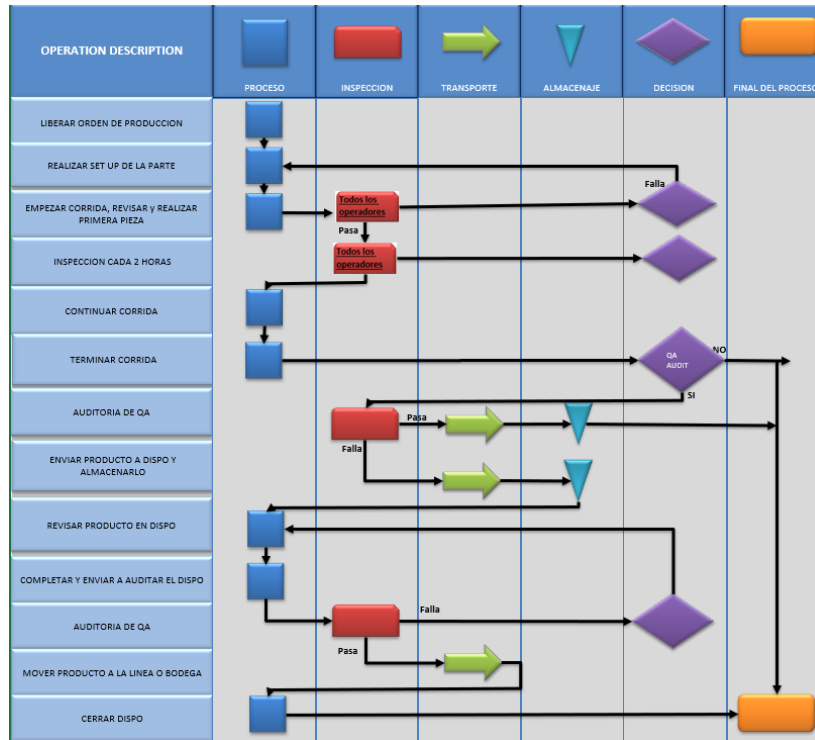 OPERATION DESCRIPTION
PROCESO
INSPECCION
TRANSPORTE
ALMACENAJE
DECISION
FINAL DEL PROCESO
LIBERAR ORDEN DE PRODUCCION
REALIZAR SET UP DE LA PARTE
Falla
EMPEZAR CORRIDA, REVISAR y REALIZAR
PRIMERA PIEZA
Todos los
operadores
Pasa
INSPECCION CADA 2 HORAS
Todos los
operadores
CONTINUAR CORRIDA
TERMINAR CORRIDA
QA
AUDIT
NO
SI
AUDITORIA DE QA
Pasa
Falla
ENVIAR PRODUCTO A DISPO Y
ALMACENARLO
REVISAR PRODUCTO EN DISPO
COMPLETAR Y ENVIAR A AUDITAR EL DISPO
AUDITORIA DE QA
Falla
Pasa
MOVER PRODUCTO A LA LINEA O BODEGA
CERRAR DISPO